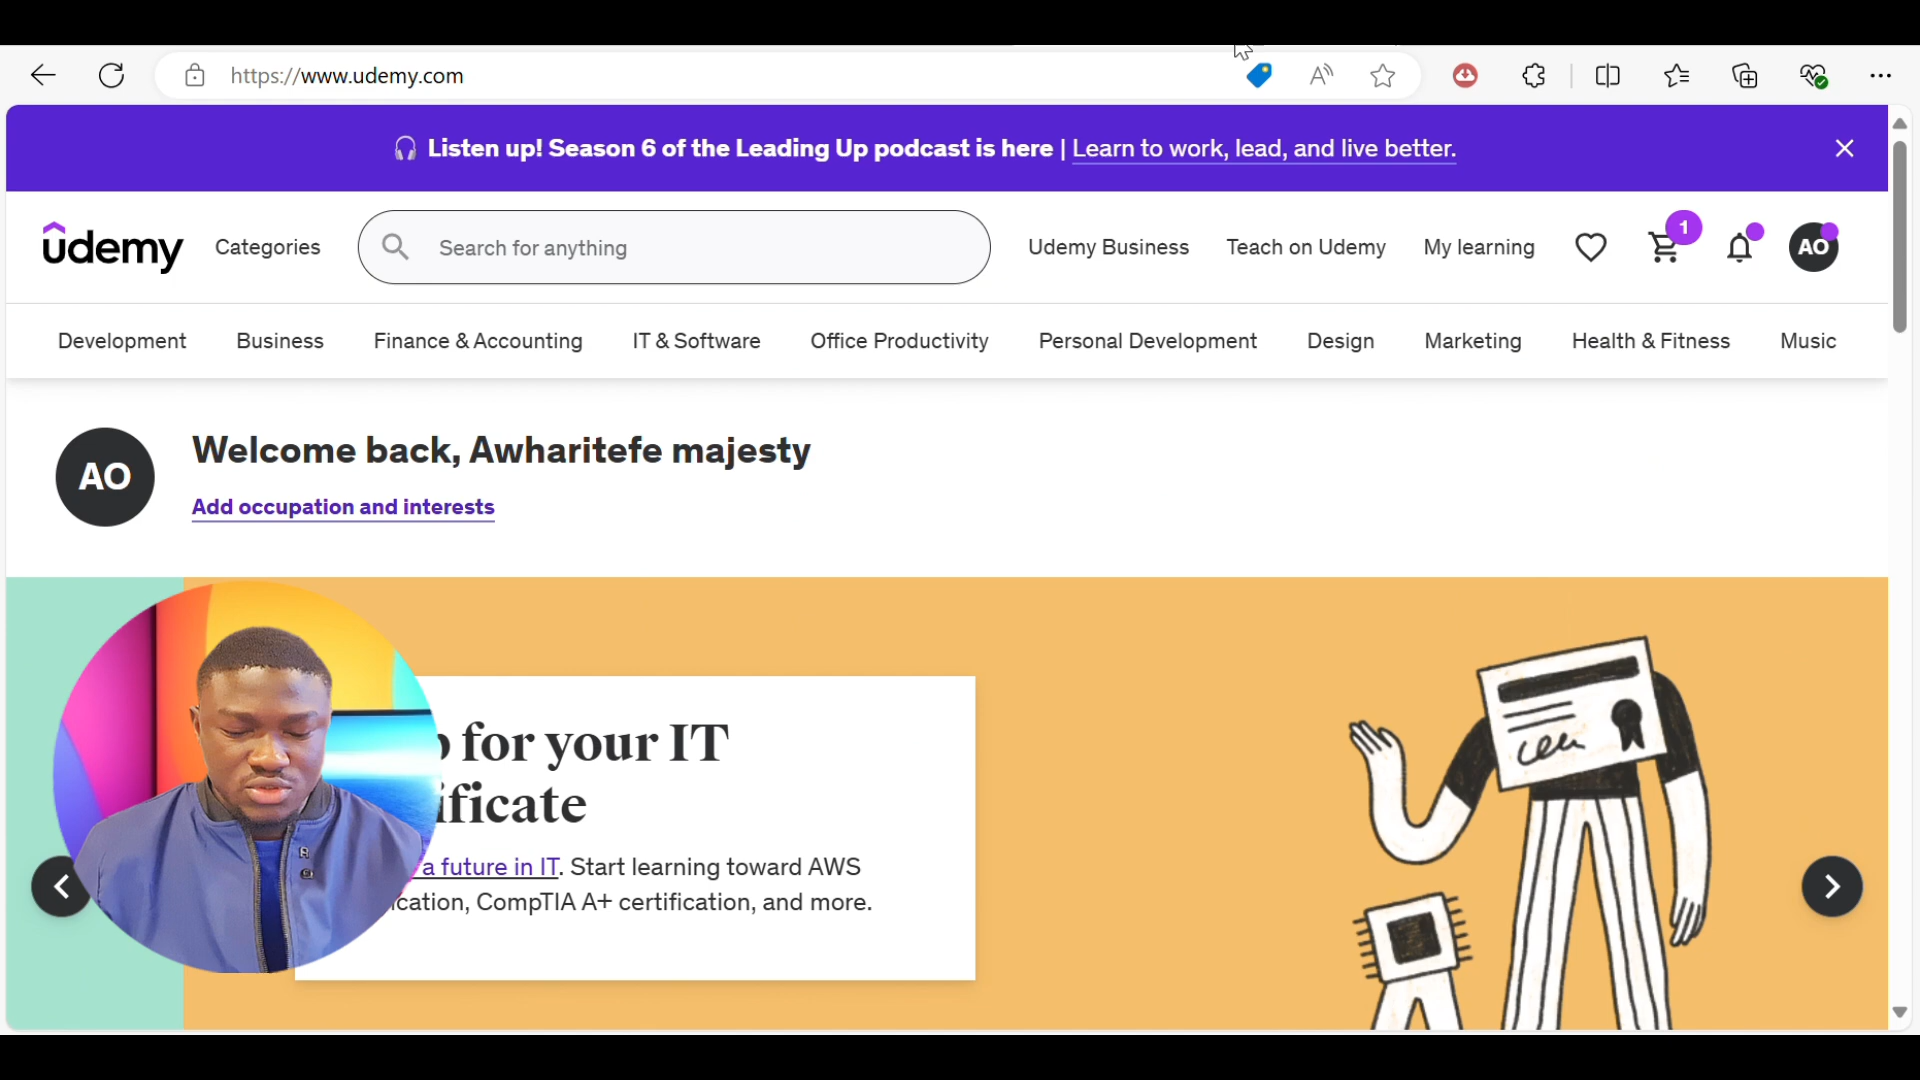 https://www.udemy.com
Listen up! Season 6 of the Leading Up podcast is here | Learn to work, lead, and live better.
udemy
Categories
Search for anything
Udemy Business
Teach on Udemy
My learning
1
AO
Development
Business
Finance & Accounting
IT & Software
Office Productivity
Personal Development
Design
Marketing
Health & Fitness
Music
AO
Welcome back, Awharitefe majesty
Add occupation and interests
for your IT
ificate
a future in IT. Start learning toward AWS
ication, CompTIA A+ certification, and more.